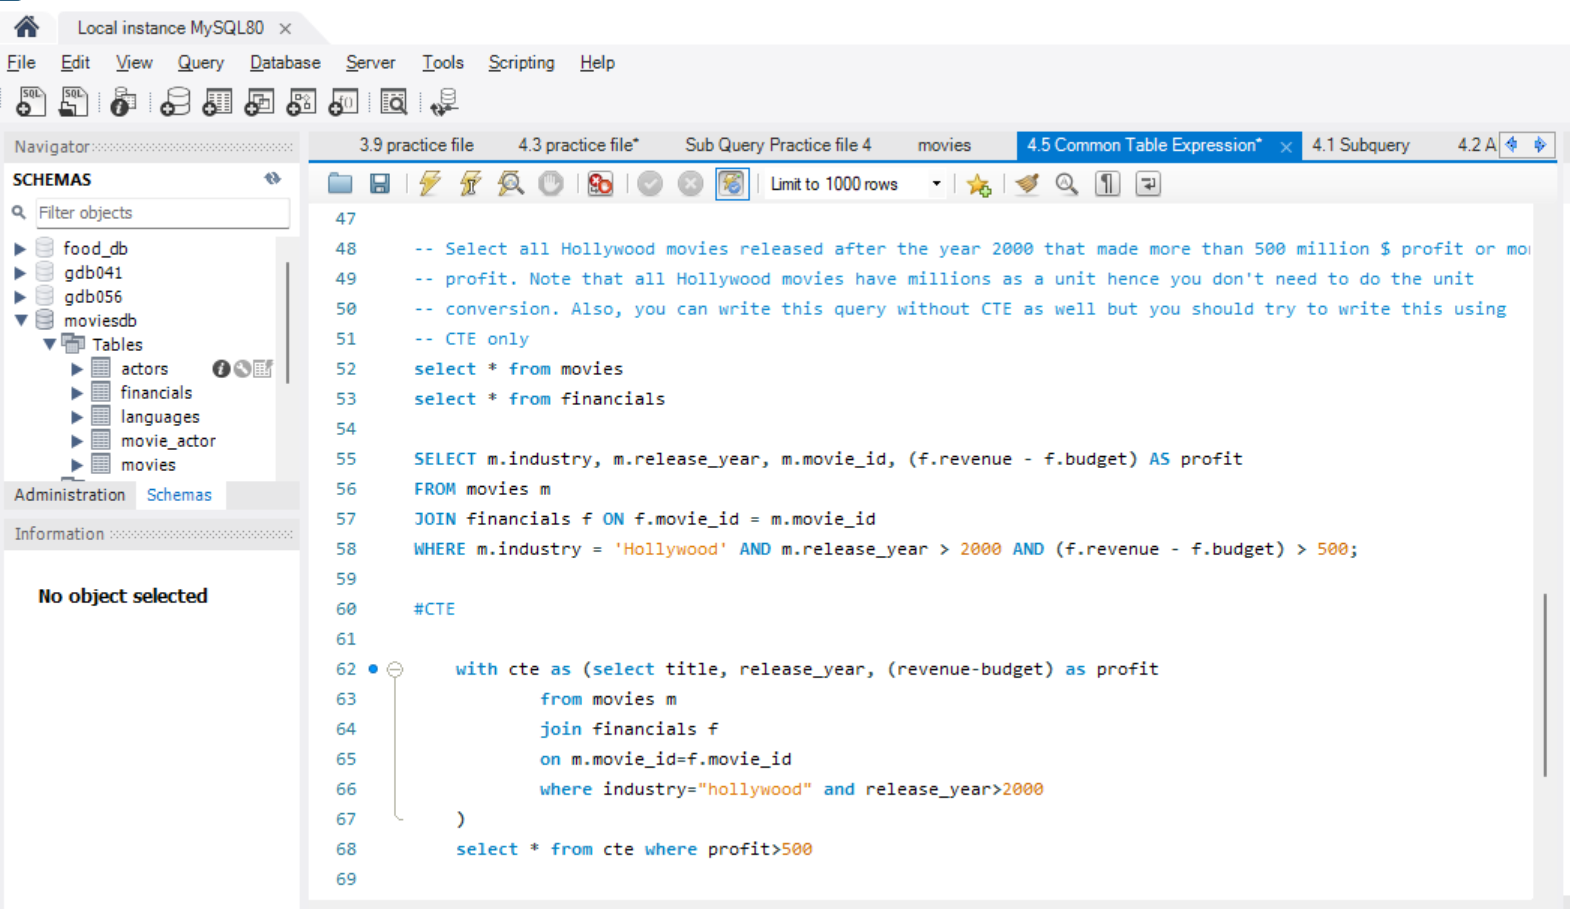 Local instance MySQL80
File Edit View Query Database Server Tools Scripting Help
Navigator
3.9 practice file 4.3 practice file* Sub Query Practice file 4 movies 4.5 Common Table Expression* 4.1 Subquery 4.2 A
SCHEMAS
Limit to 1000 rows
Filter objects
food_db
gdb041
gdb056
moviesdb
Tables
actors
financials
languages
movie_actor
movies
Administration Schemas
Information
No object selected
47
48 -- Select all Hollywood movies released after the year 2000 that made more than 500 million $ profit or mo
49 -- profit. Note that all Hollywood movies have millions as a unit hence you don't need to do the unit
50 -- conversion. Also, you can write this query without CTE as well but you should try to write this using
51 -- CTE only
52 select * from movies
53 select * from financials
54
55 SELECT m.industry, m.release_year, m.movie_id, (f.revenue - f.budget) AS profit
56 FROM movies m
57 JOIN financials f ON f.movie_id = m.movie_id
58 WHERE m.industry = 'Hollywood' AND m.release_year > 2000 AND (f.revenue - f.budget) > 500;
59
60 #CTE
61
62 with cte as (select title, release_year, (revenue-budget) as profit
63 from movies m
64 join financials f
65 on m.movie_id=f.movie_id
66 where industry="hollywood" and release_year>2000
67 )
68 select * from cte where profit>500
69